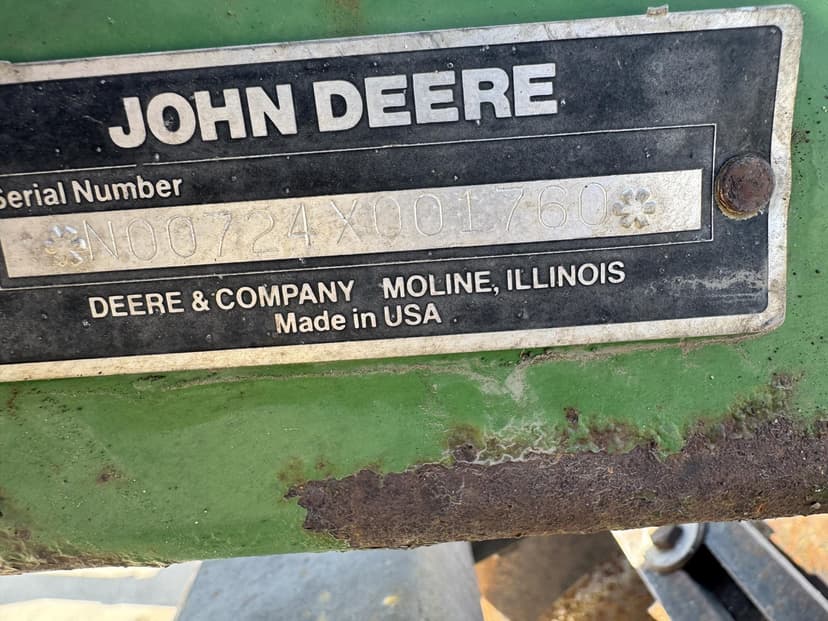 JOHN DEERE
Serial Number
*N00724X001760*
DEERE & COMPANY MOLINE, ILLINOIS
Made in USA